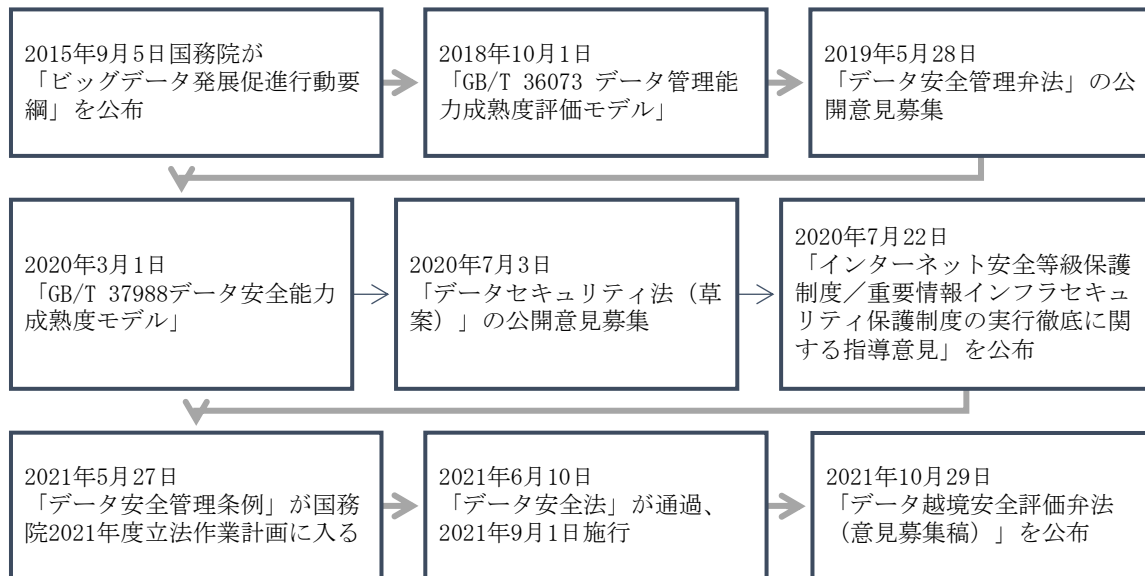 2015年9月5日国務院が
「ビッグデータ発展促進行動要
綱」を公布
2018年10月1日
「GB/T 36073 データ管理能
力成熟度評価モデル」
2019年5月28日
「データ安全管理弁法」の公
開意見募集
2020年3月1日
「GB/T 37988データ安全能力
成熟度モデル」
2020年7月3日
「データセキュリティ法（草
案）」の公開意見募集
2020年7月22日
「インターネット安全等級保護
制度／重要情報インフラセキュ
リティ保護制度の実行徹底に関
する指導意見」を公布
2021年5月27日
「データ安全管理条例」が国務
院2021年度立法作業計画に入る
2021年6月10日
「データ安全法」が通過、
2021年9月1日施行
2021年10月29日
「データ越境安全評価弁法
（意見募集稿）」を公布